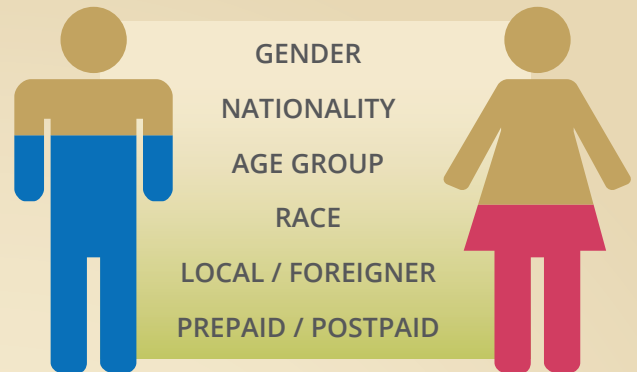 GENDER
NATIONALITY
AGE GROUP
RACE
LOCAL / FOREIGNER
PREPAID / POSTPAID